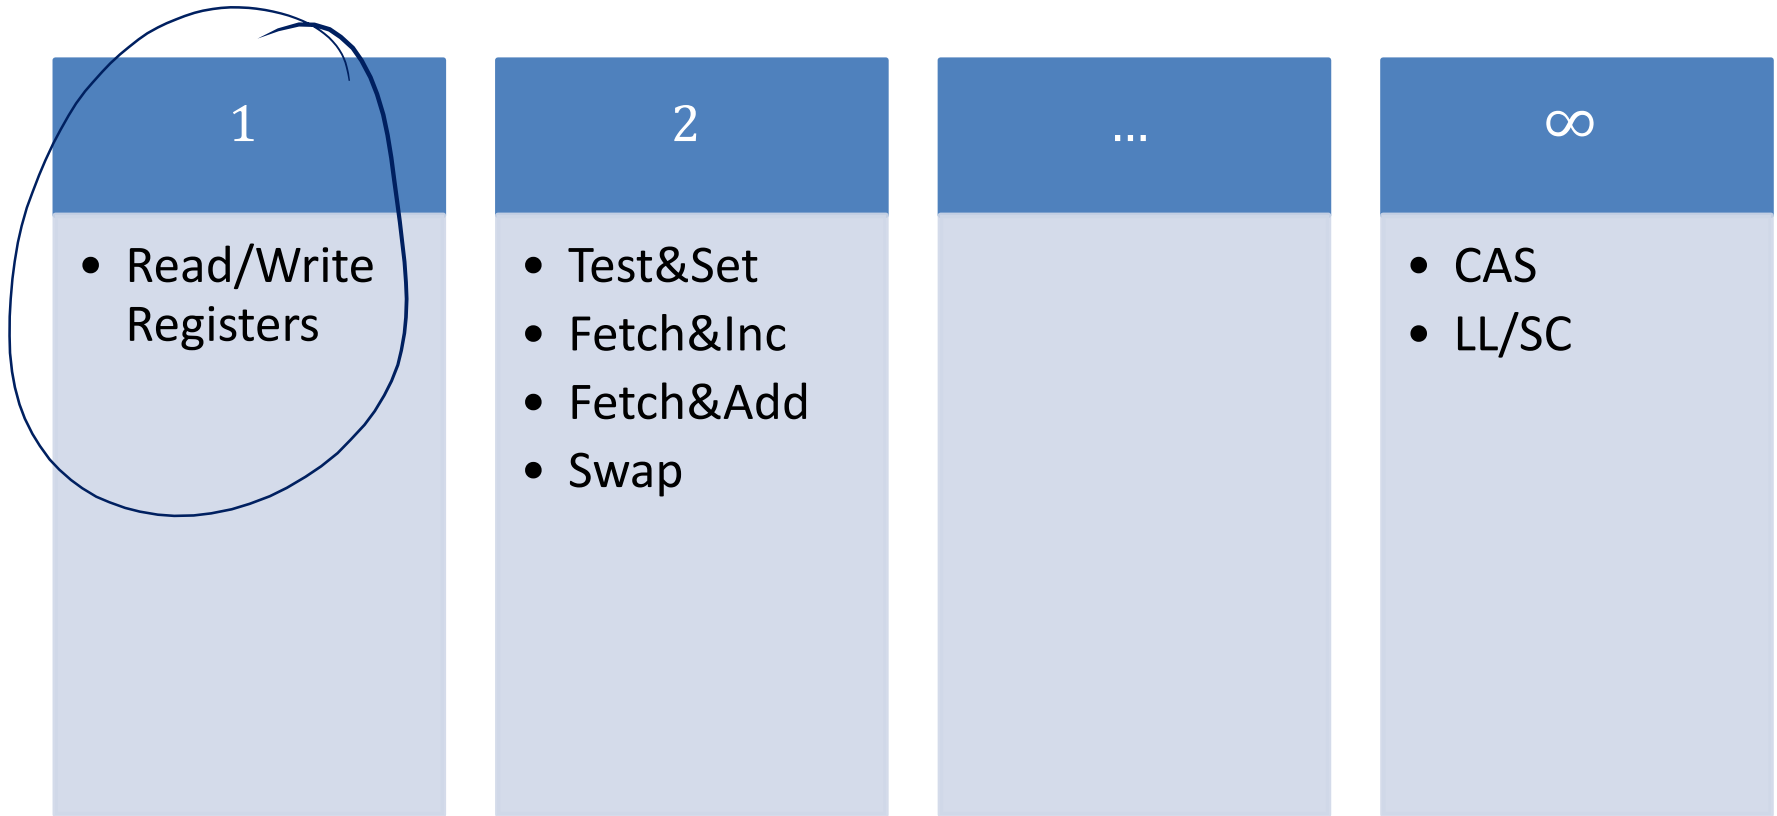 1
• Read/Write
Registers
2
• Test&Set
• Fetch&Inc
• Fetch&Add
• Swap
...
∞
• CAS
• LL/SC